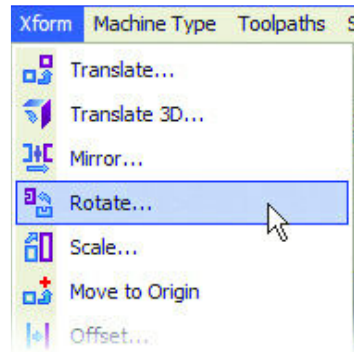 Xform Machine Type Toolpaths
Translate...
Translate 3D...
Mirror...
Rotate...
Scale...
Move to Origin
Offset...